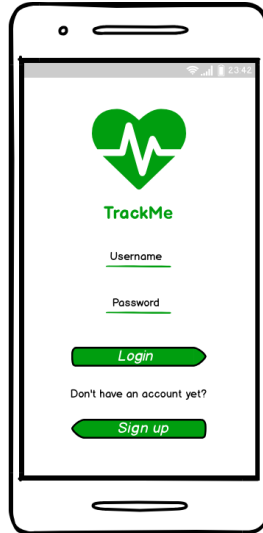 23:42
TrackMe
Username
Password
Login
Don't have an account yet?
Sign up